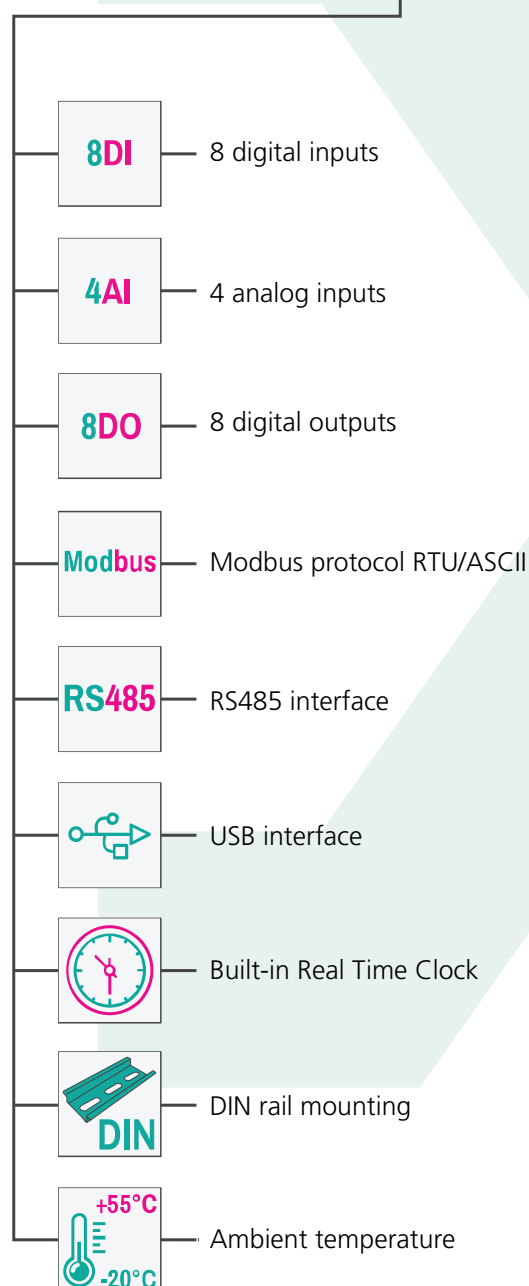 8DI
8 digital inputs
4AI
4 analog inputs
8DO
8 digital outputs
Modbus
Modbus protocol RTU/ASCII
RS485
RS485 interface
USB interface
Built-in Real Time Clock
DIN
DIN rail mounting
+55°C
Ambient temperature
-20°C